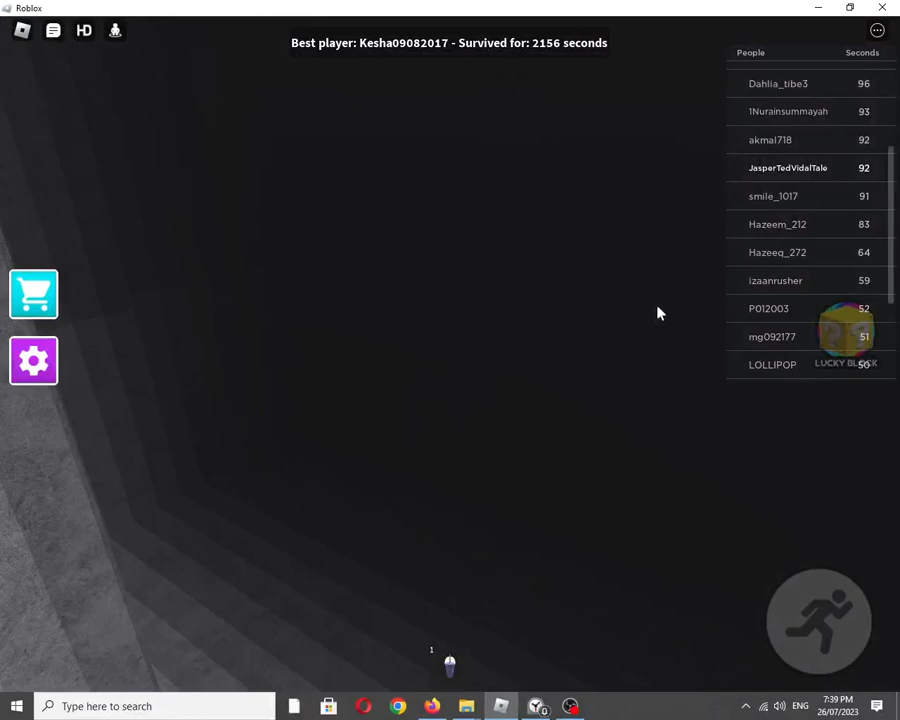 Roblox
HD
Best player: Kesha09082017 - Survived for: 2156 seconds
People Seconds
Dahlia_tibe3 96
1Nurainsummayah 93
akmal718 92
JasperTedVidalTale 92
smile_1017 91
Hazeem_212 83
Hazeeq_272 64
izaanrusher 59
P012003 52
mg092177 51
LOLLIPOP 50
LUCKY BLOCK
1
Type here to search
ENG
7:39 PM
26/07/2023